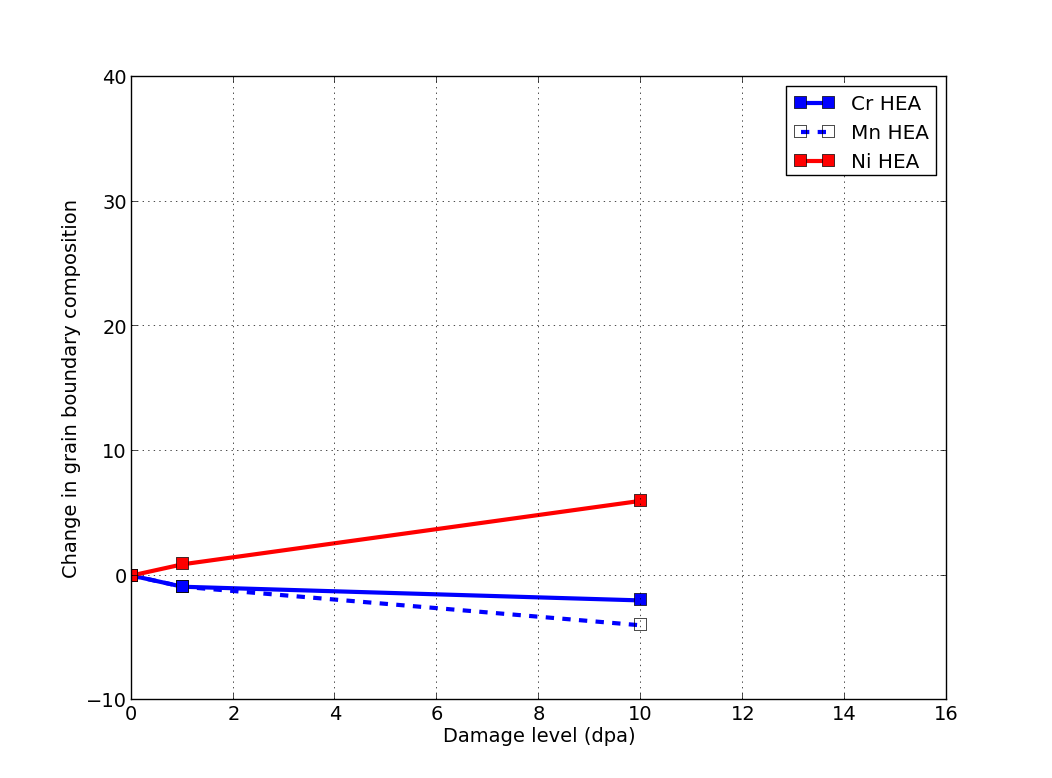 40
30
20
10
0
−10
0 2 4 6 8 10 12 14 16
Change in grain boundary composition
Damage level (dpa)
Cr HEA
Mn HEA
Ni HEA